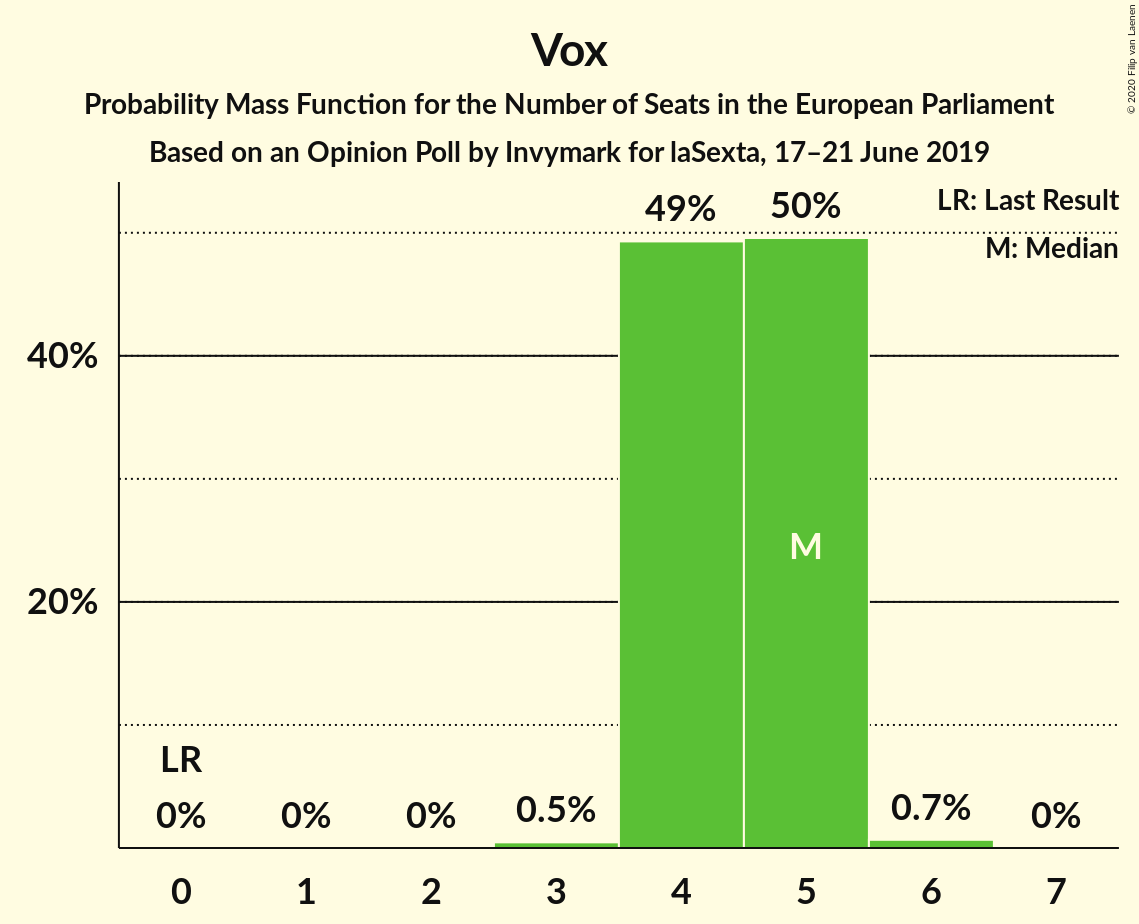 Vox
Probability Mass Function for the Number of Seats in the European Parliament
Based on an Opinion Poll by Invymark for laSexta, 17–21 June 2019
© 2020 Filip van Laenen
LR: Last Result
M: Median
49%
50%
40%
20%
M
LR
0%
0%
0%
0.5%
0.7%
0%
0 1 2 3 4 5 6 7